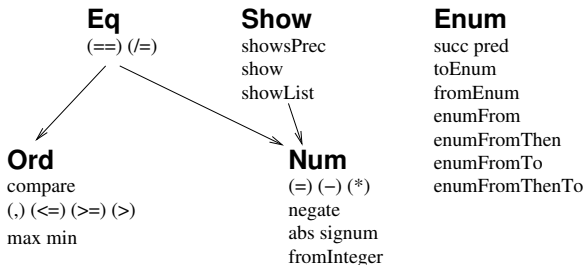 Eq
(==) (/=)
Show
showsPrec
show
showList
Enum
succ pred
toEnum
fromEnum
enumFrom
enumFromThen
enumFromTo
enumFromThenTo
Ord
compare
(,) (<=) (>=) (>)
max min
Num
(=) (−) (*)
negate
abs signum
fromInteger